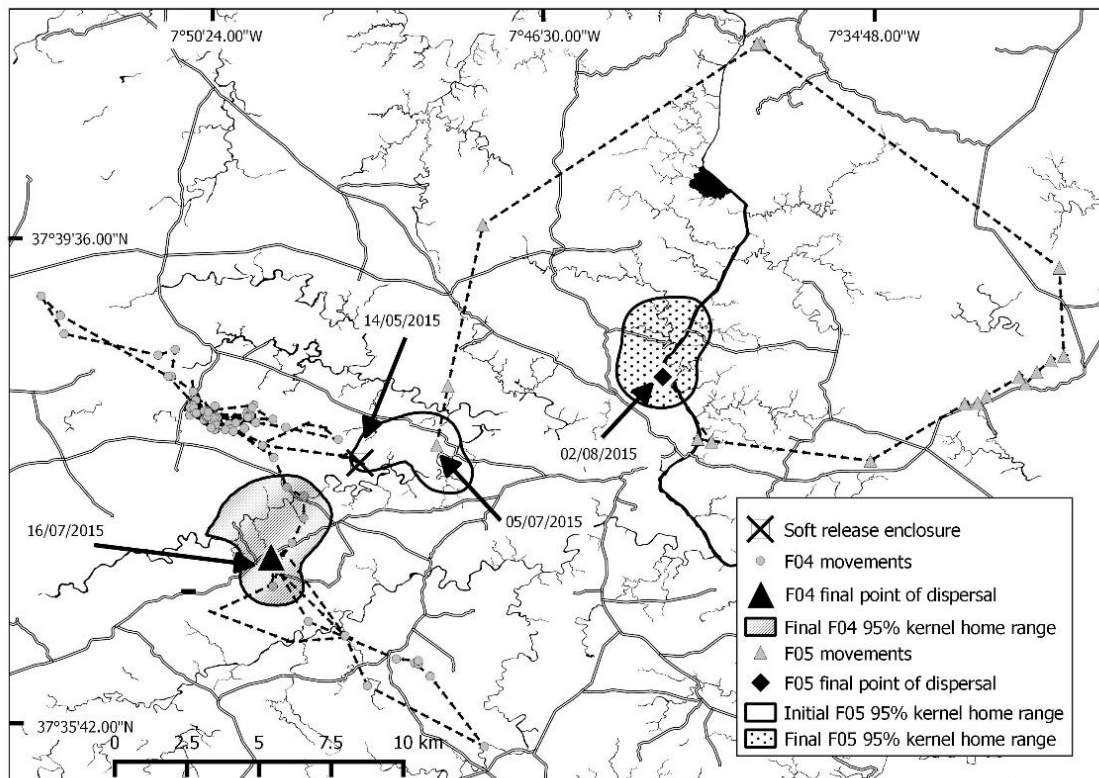 7°50'24.00"W
7°46'30.00"W
7°34'48.00"W
37°39'36.00"N
14/05/2015
02/08/2015
05/07/2015
16/07/2015
37°35'42.00"N
0 2.5 5 7.5 10 km
Soft release enclosure
F04 movements
F04 final point of dispersal
Final F04 95% kernel home range
F05 movements
F05 final point of dispersal
Initial F05 95% kernel home range
Final F05 95% kernel home range